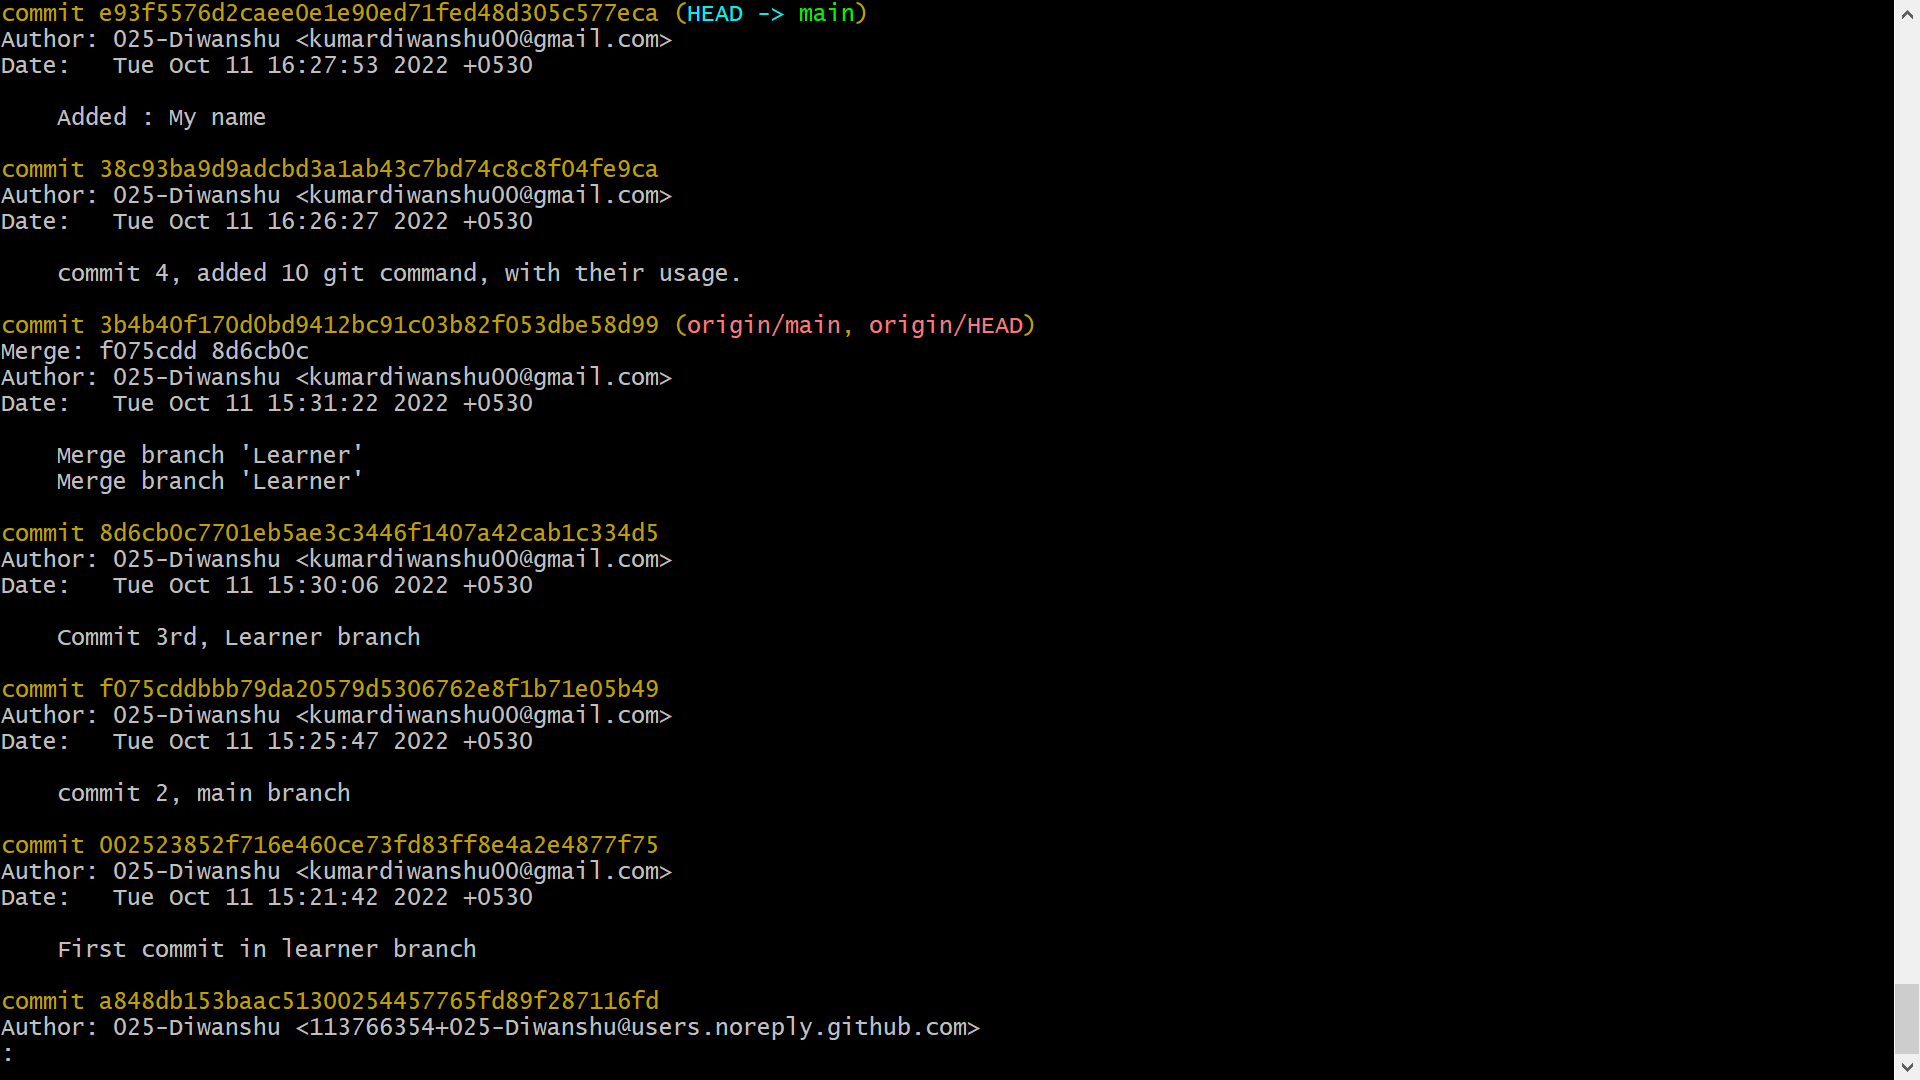 commit e93f5576d2caee0e1e90ed71fed48d305c577eca (HEAD -> main)
Author: 025-Diwanshu <kumardiwanshu00@gmail.com>
Date:   Tue Oct 11 16:27:53 2022 +0530

    Added : My name

commit 38c93ba9d9adcbd3a1ab43c7bd74c8c8f04fe9ca
Author: 025-Diwanshu <kumardiwanshu00@gmail.com>
Date:   Tue Oct 11 16:26:27 2022 +0530

    commit 4, added 10 git command, with their usage.

commit 3b4b40f170d0bd9412bc91c03b82f053dbe58d99 (origin/main, origin/HEAD)
Merge: f075cdd 8d6cb0c
Author: 025-Diwanshu <kumardiwanshu00@gmail.com>
Date:   Tue Oct 11 15:31:22 2022 +0530

    Merge branch 'Learner'
    Merge branch 'Learner'

commit 8d6cb0c7701eb5ae3c3446f1407a42cab1c334d5
Author: 025-Diwanshu <kumardiwanshu00@gmail.com>
Date:   Tue Oct 11 15:30:06 2022 +0530

    Commit 3rd, Learner branch

commit f075cddbbb79da20579d5306762e8f1b71e05b49
Author: 025-Diwanshu <kumardiwanshu00@gmail.com>
Date:   Tue Oct 11 15:25:47 2022 +0530

    commit 2, main branch

commit 002523852f716e460ce73fd83ff8e4a2e4877f75
Author: 025-Diwanshu <kumardiwanshu00@gmail.com>
Date:   Tue Oct 11 15:21:42 2022 +0530

    First commit in learner branch

commit a848db153baac51300254457765fd89f287116fd
Author: 025-Diwanshu <113766354+025-Diwanshu@users.noreply.github.com>
: